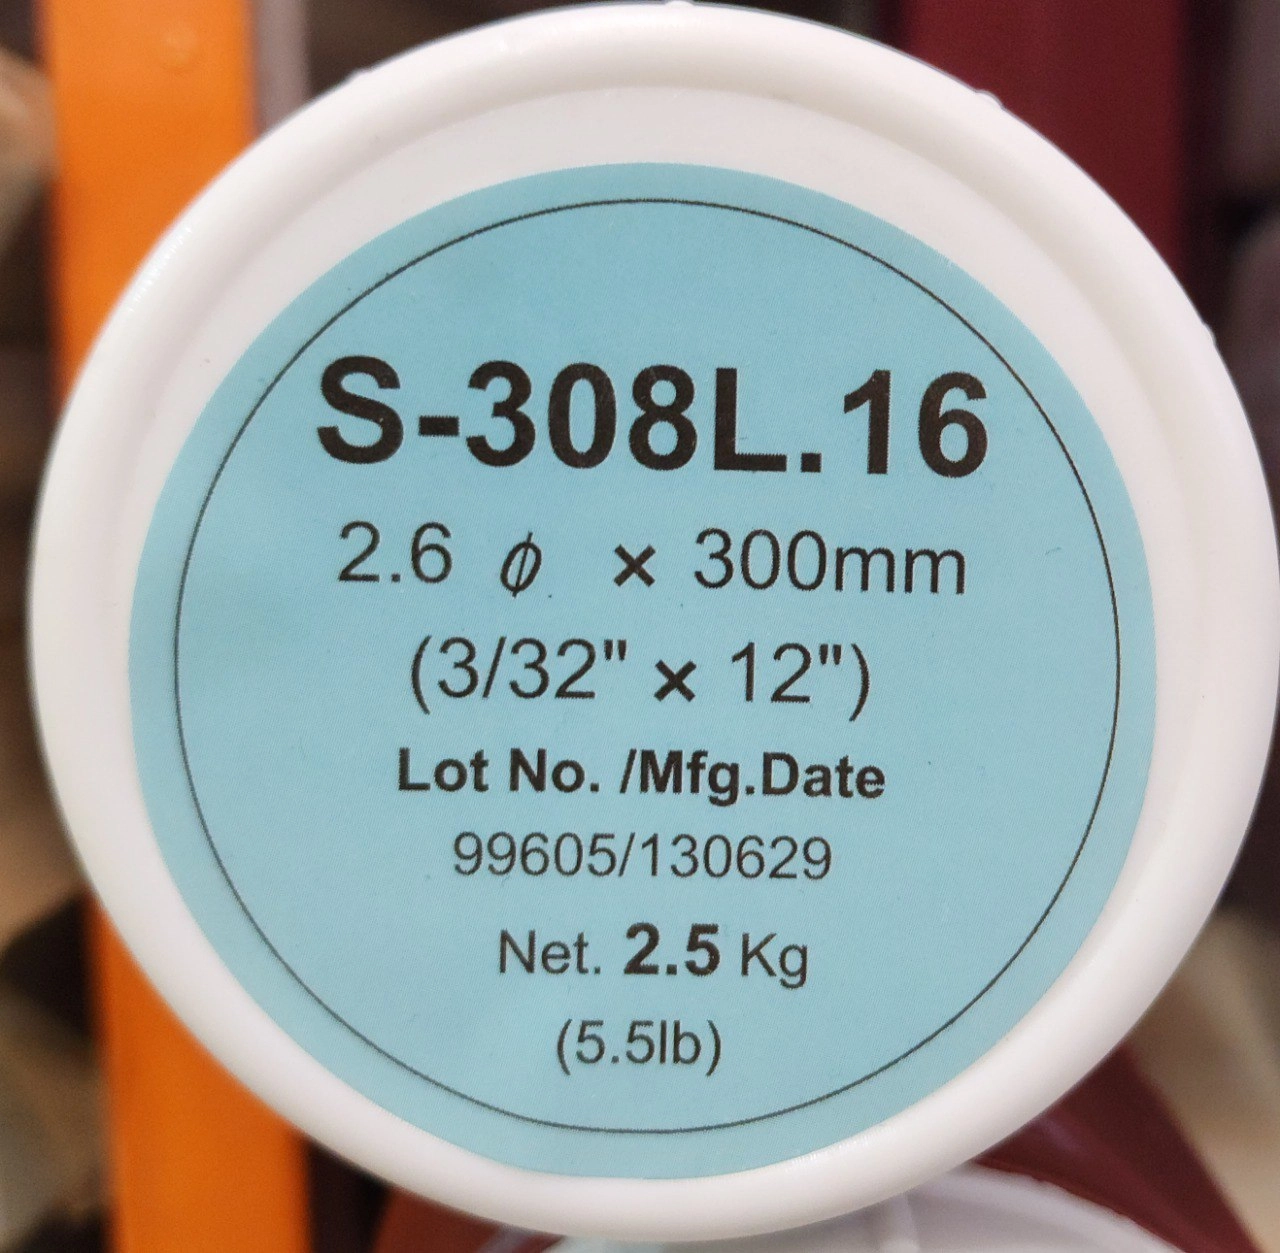 S-308L.16
2.6 ϕ × 300mm
(3/32" × 12")
Lot No. /Mfg.Date
99605/130629
Net. 2.5 Kg
(5.5lb)